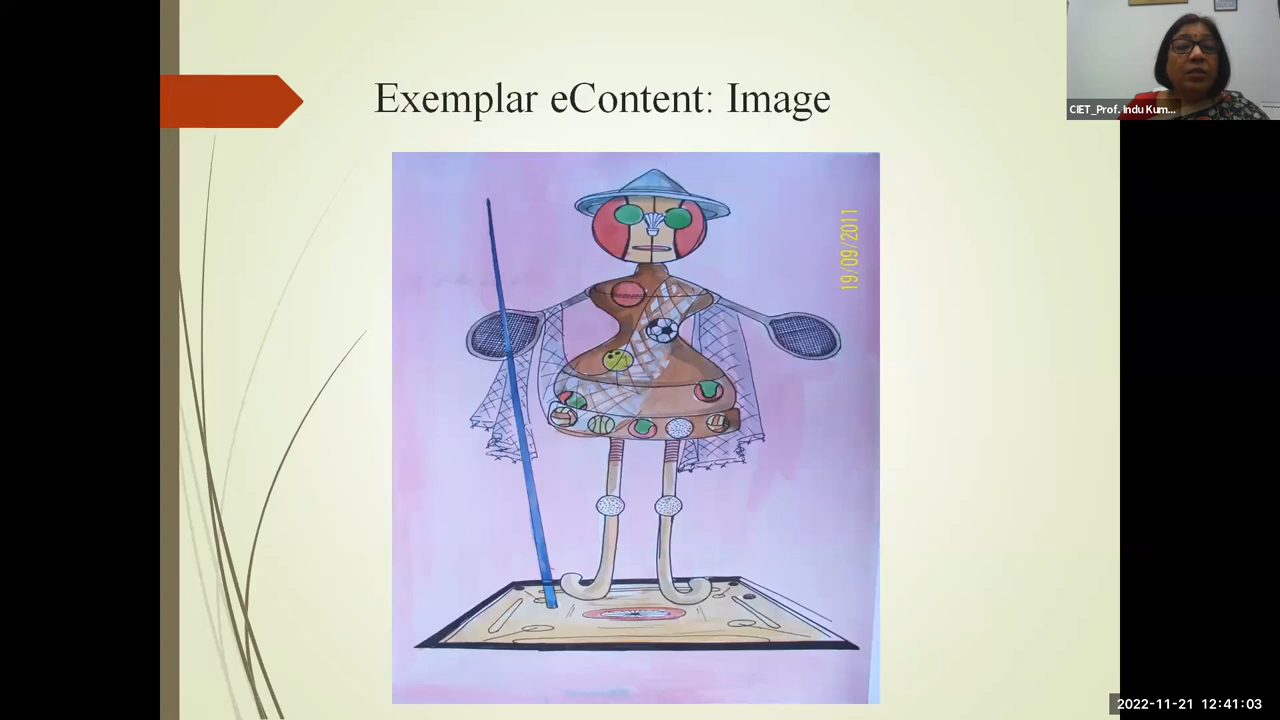 Exemplar eContent: Image
CIET_Prof. Indu Kum...
19/09/2011
2022-11-21 12:41:03